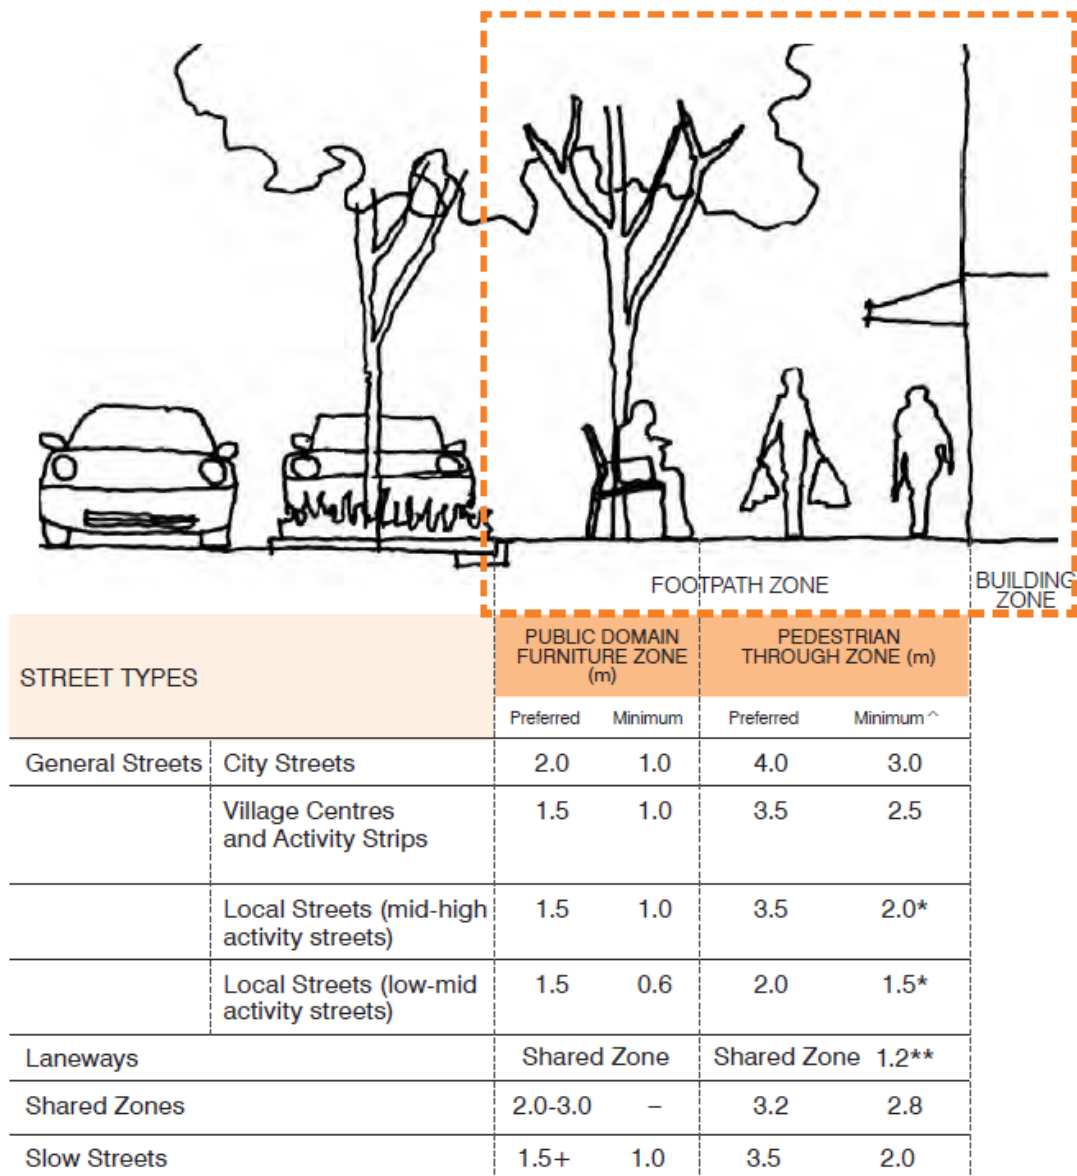 FOOTPATH ZONE
BUILDING
ZONE
STREET TYPES
PUBLIC DOMAIN
FURNITURE ZONE
(m)
PEDESTRIAN
THROUGH ZONE (m)
Preferred Minimum Preferred Minimum^
General Streets City Streets 2.0 1.0 4.0 3.0
Village Centres 1.5 1.0 3.5 2.5
and Activity Strips
Local Streets (mid-high 1.5 1.0 3.5 2.0*
activity streets)
Local Streets (low-mid 1.5 0.6 2.0 1.5*
activity streets)
Laneways Shared Zone Shared Zone 1.2**
Shared Zones 2.0-3.0 – 3.2 2.8
Slow Streets 1.5+ 1.0 3.5 2.0